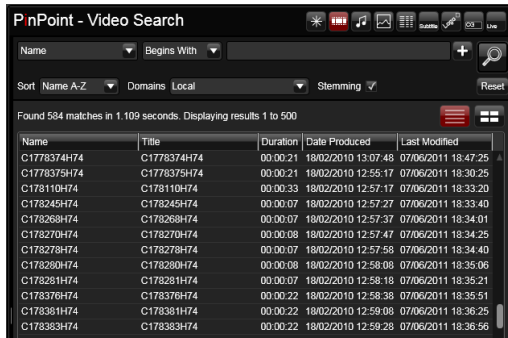 PinPoint - Video Search
Subtitle
CG
Live
Name Begins With +
Sort Name A-Z Domains Local Stemming Reset
Found 584 matches in 1.109 seconds. Displaying results 1 to 500
Name Title Duration Date Produced Last Modified
C1778374H74 C1778374H74 00:00:21 18/02/2010 13:07:48 07/06/2011 18:47:25
C1778375H74 C1778375H74 00:00:21 18/02/2010 12:55:17 07/06/2011 18:30:25
C178110H74 C178110H74 00:00:33 18/02/2010 12:57:17 07/06/2011 18:33:20
C178245H74 C178245H74 00:00:07 18/02/2010 12:57:27 07/06/2011 18:33:40
C178268H74 C178268H74 00:00:07 18/02/2010 12:57:37 07/06/2011 18:34:01
C178270H74 C178270H74 00:00:08 18/02/2010 12:57:47 07/06/2011 18:34:25
C178278H74 C178278H74 00:00:07 18/02/2010 12:57:58 07/06/2011 18:34:40
C178280H74 C178280H74 00:00:08 18/02/2010 12:58:08 07/06/2011 18:35:06
C178281H74 C178281H74 00:00:07 18/02/2010 12:58:18 07/06/2011 18:35:21
C178376H74 C178376H74 00:00:22 18/02/2010 12:58:38 07/06/2011 18:35:51
C178381H74 C178381H74 00:00:22 18/02/2010 12:59:08 07/06/2011 18:36:25
C178383H74 C178383H74 00:00:22 18/02/2010 12:59:28 07/06/2011 18:36:56